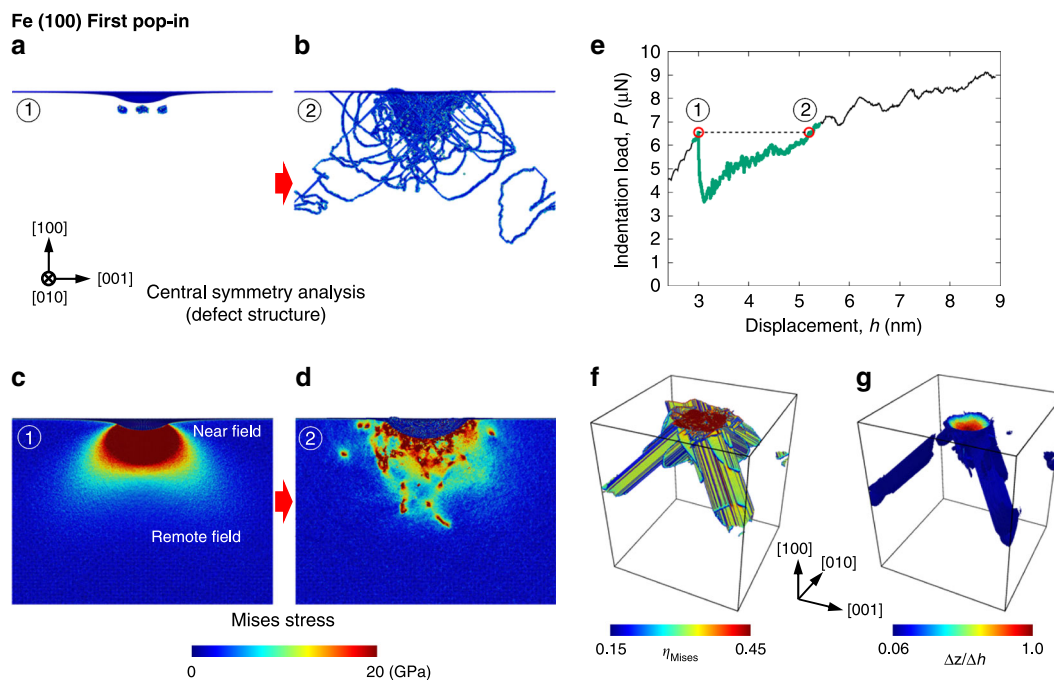 Fe (100) First pop-in
a
1
b
2
[100]
[001]
[010]
Central symmetry analysis
(defect structure)
c
1
Near field
Remote field
d
2
Mises stress
0
20 (GPa)
e
10
9
8
7
6
5
4
3
2
1
0
Indentation load, P (μN)
1
2
3
4
5
6
7
8
9
Displacement, h (nm)
f
g
[100]
[010]
[001]
0.15
ηMises
0.45
0.06
Δz/Δh
1.0